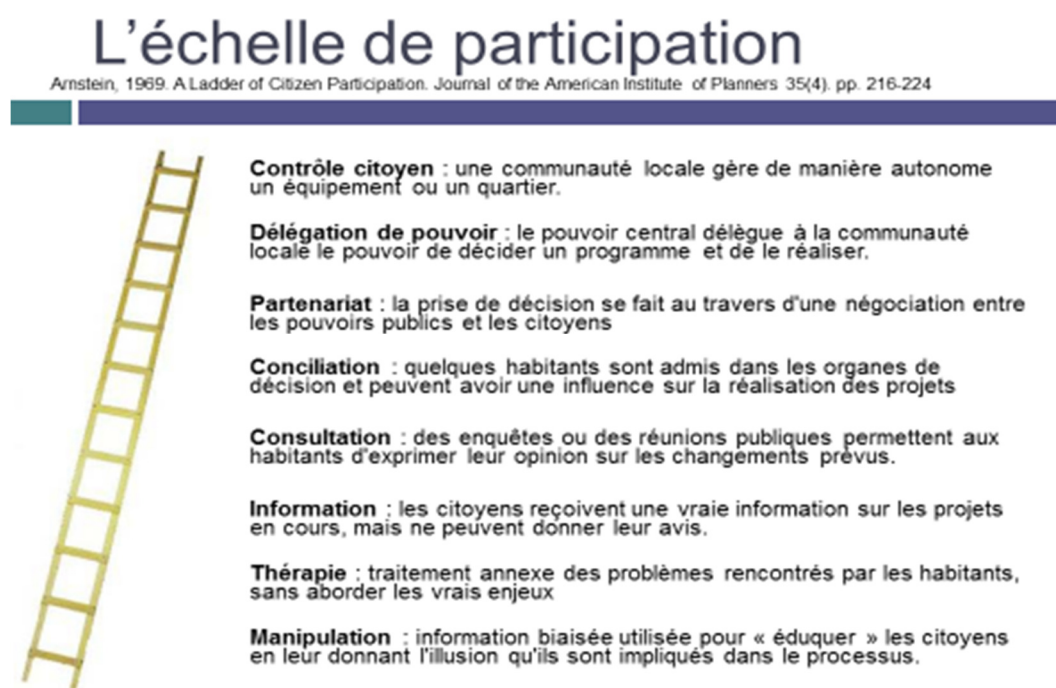 L'échelle de participation
Arnstein, 1969. A Ladder of Citizen Participation. Journal of the American Institute of Planners 35(4). pp. 216-224
Contrôle citoyen : une communauté locale gère de manière autonome
un équipement ou un quartier.
Délégation de pouvoir : le pouvoir central délègue à la communauté
locale le pouvoir de décider un programme et de le réaliser.
Partenariat : la prise de décision se fait au travers d'une négociation entre
les pouvoirs publics et les citoyens
Conciliation : quelques habitants sont admis dans les organes de
décision et peuvent avoir une influence sur la réalisation des projets
Consultation : des enquêtes ou des réunions publiques permettent aux
habitants d'exprimer leur opinion sur les changements prévus.
Information : les citoyens reçoivent une vraie information sur les projets
en cours, mais ne peuvent donner leur avis.
Thérapie : traitement annexe des problèmes rencontrés par les habitants,
sans aborder les vrais enjeux
Manipulation : information biaisée utilisée pour « éduquer » les citoyens
en leur donnant l'illusion qu'ils sont impliqués dans le processus.